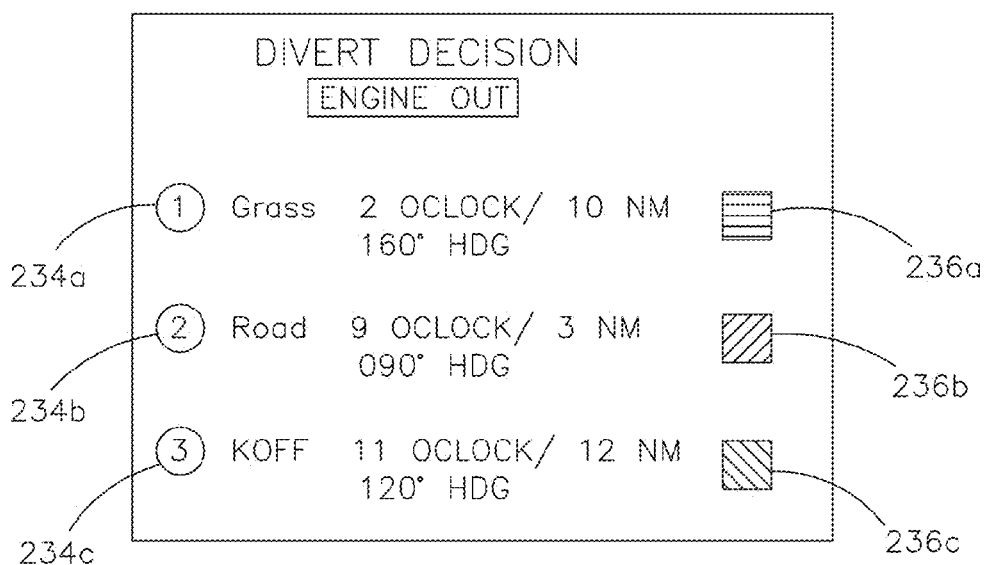 DIVERT DECISION
ENGINE OUT
1 Grass 2 OCLOCK/ 10 NM
160° HDG
234a
236a
2 Road 9 OCLOCK/ 3 NM
090° HDG
234b
236b
3 KOFF 11 OCLOCK/ 12 NM
120° HDG
234c
236c